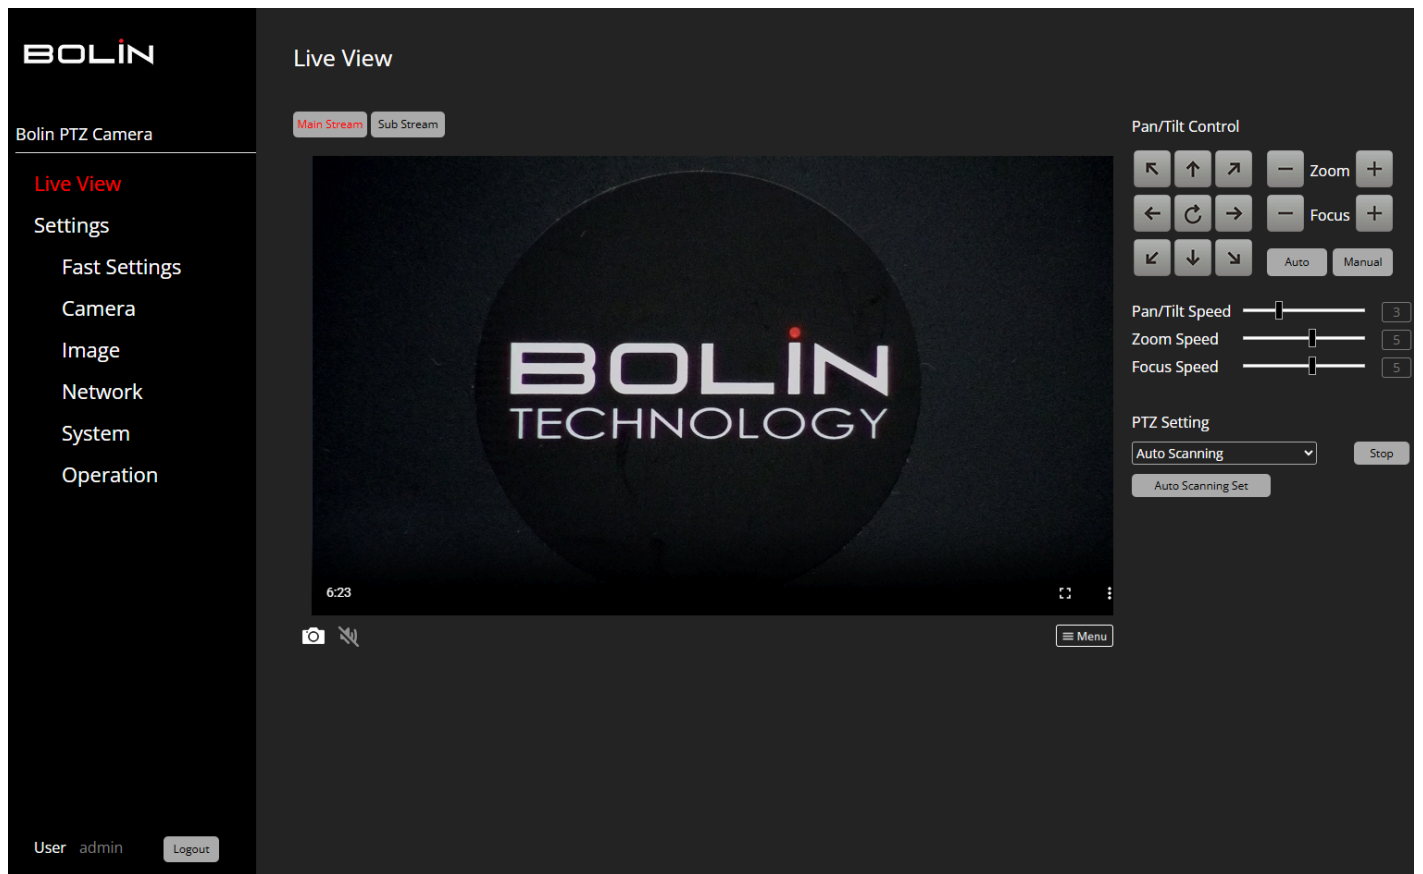 BOLIN
Bolin PTZ Camera
Live View
Settings
Fast Settings
Camera
Image
Network
System
Operation
User admin
Logout
Live View
Main Stream
Sub Stream
BOLIN
TECHNOLOGY
6:23
Menu
Pan/Tilt Control
Zoom
Focus
Auto
Manual
Pan/Tilt Speed 3
Zoom Speed 5
Focus Speed 5
PTZ Setting
Auto Scanning
Stop
Auto Scanning Set